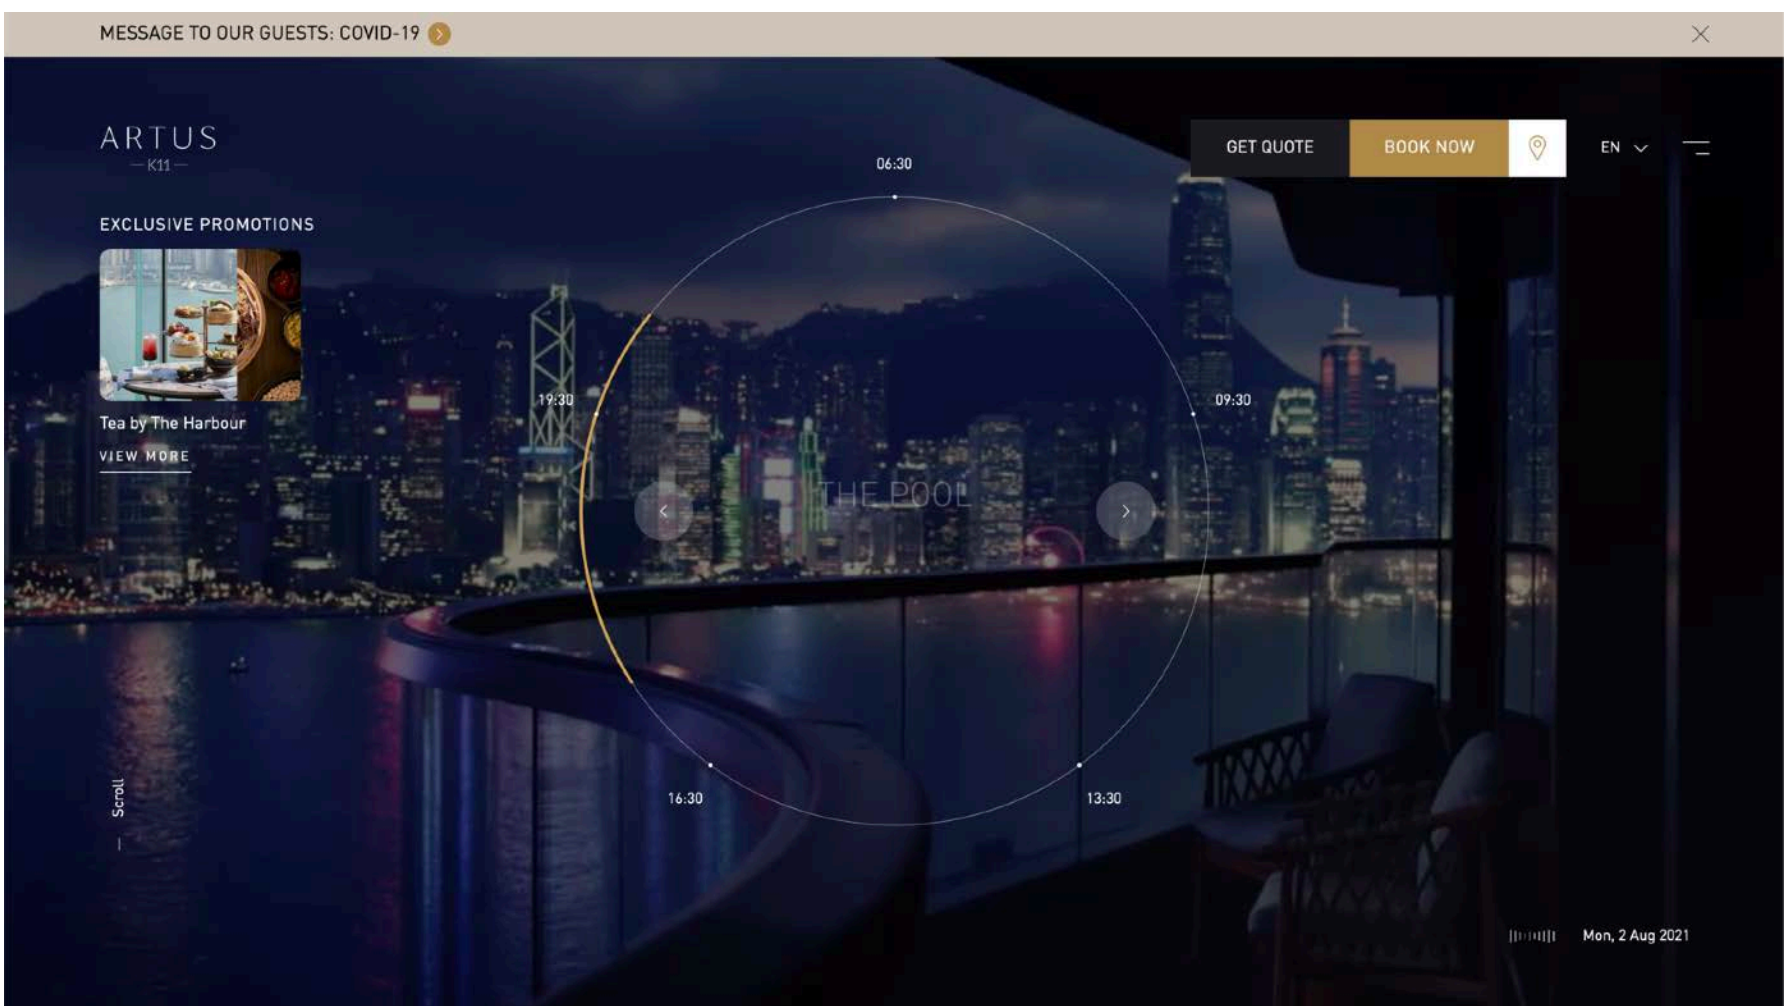 MESSAGE TO OUR GUESTS: COVID-19
ARTUS
K11
GET QUOTE
BOOK NOW
EN
EXCLUSIVE PROMOTIONS
Tea by The Harbour
VIEW MORE
06:30
09:30
13:30
16:30
19:30
THE POOL
Scroll
Mon, 2 Aug 2021